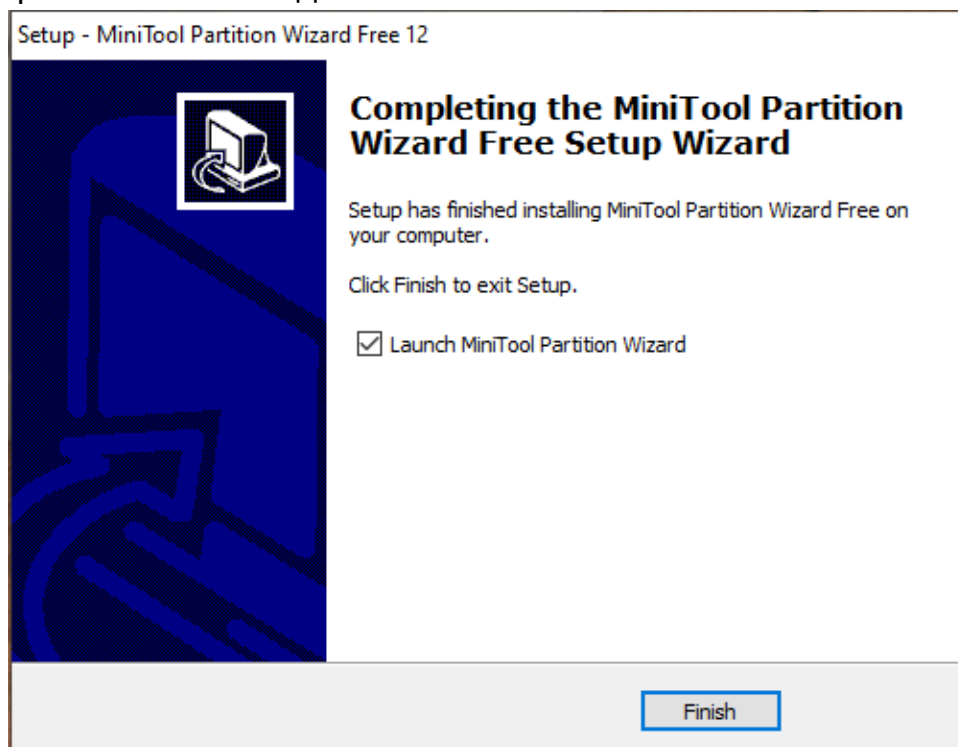 Setup - MiniTool Partition Wizard Free 12
Completing the MiniTool Partition
Wizard Free Setup Wizard
Setup has finished installing MiniTool Partition Wizard Free on
your computer.
Click Finish to exit Setup.
Launch MiniTool Partition Wizard
Finish